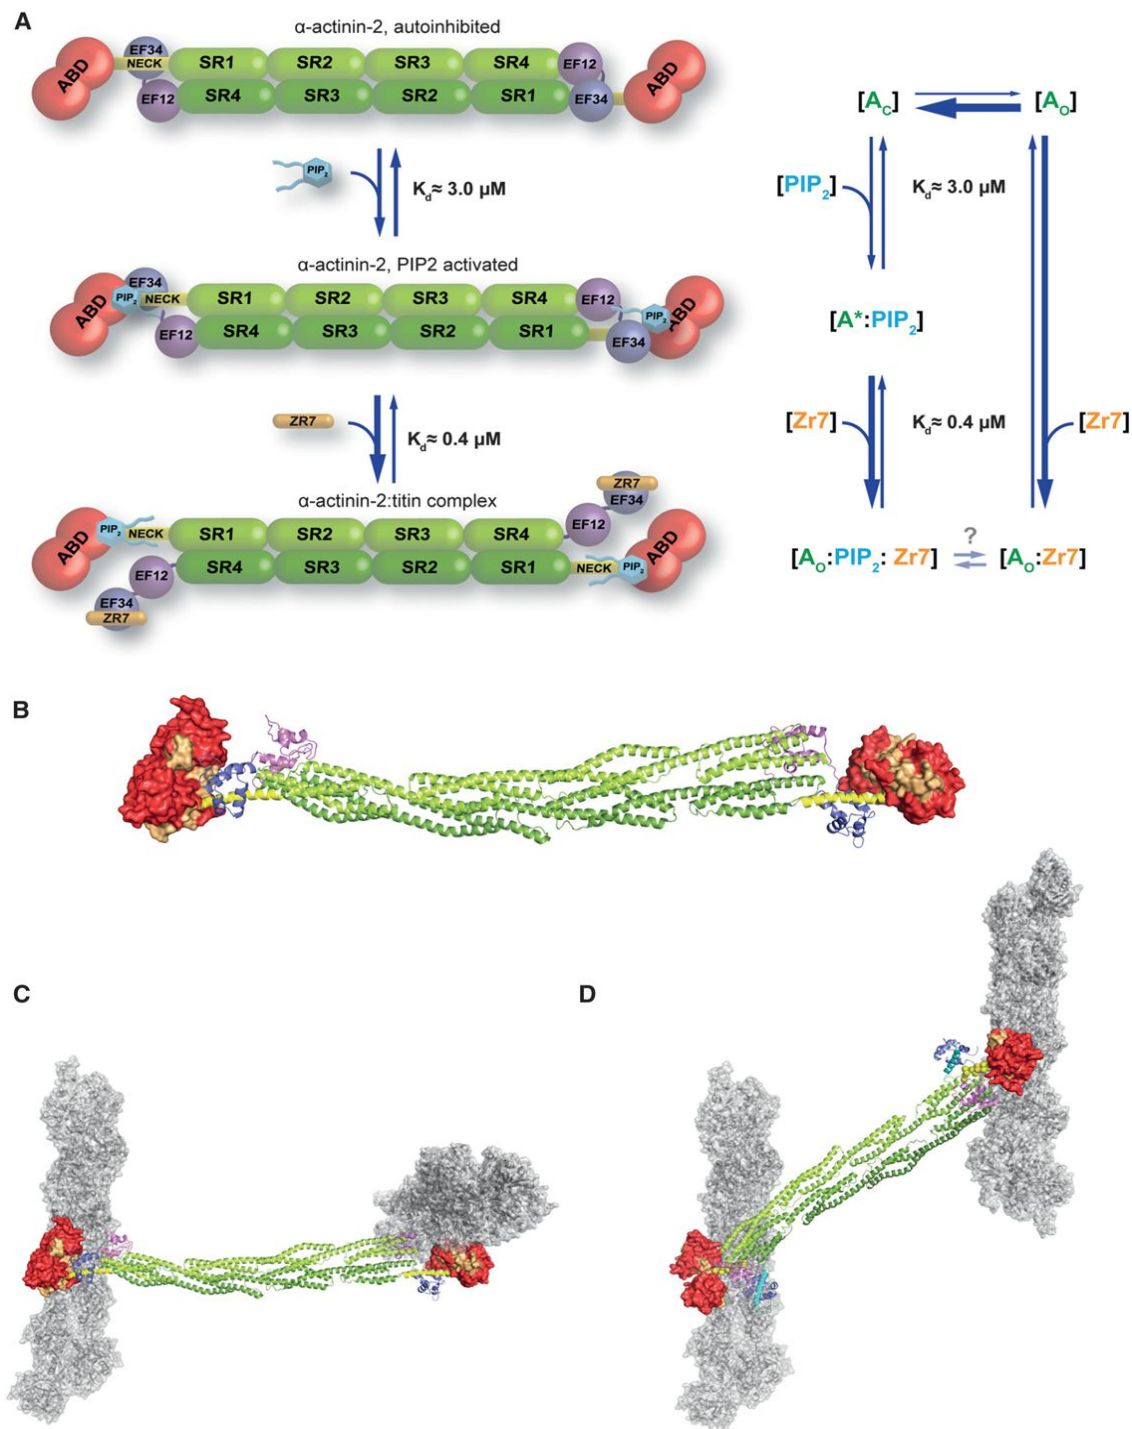 A
α-actinin-2, autoinhibited
ABD
EF34
NECK
SR1 SR2 SR3 SR4 EF12
EF12 SR4 SR3 SR2 SR1 EF34
ABD
PIP2
Kd≈ 3.0 µM
α-actinin-2, PIP2 activated
ABD
EF34
PIP2 NECK
SR1 SR2 SR3 SR4 EF12
PIP2
EF12 SR4 SR3 SR2 SR1 EF34
ABD
ZR7
Kd≈ 0.4 µM
α-actinin-2:titin complex
ZR7
EF34
EF12
ABD PIP2 NECK SR1 SR2 SR3 SR4
EF12 SR4 SR3 SR2 SR1 NECK PIP2 ABD
EF34
ZR7
[AC] [AO]
[PIP2] Kd≈ 3.0 µM
[A*:PIP2]
[Zr7] Kd≈ 0.4 µM [Zr7]
?
[AO:PIP2: Zr7] [AO:Zr7]
B
C
D